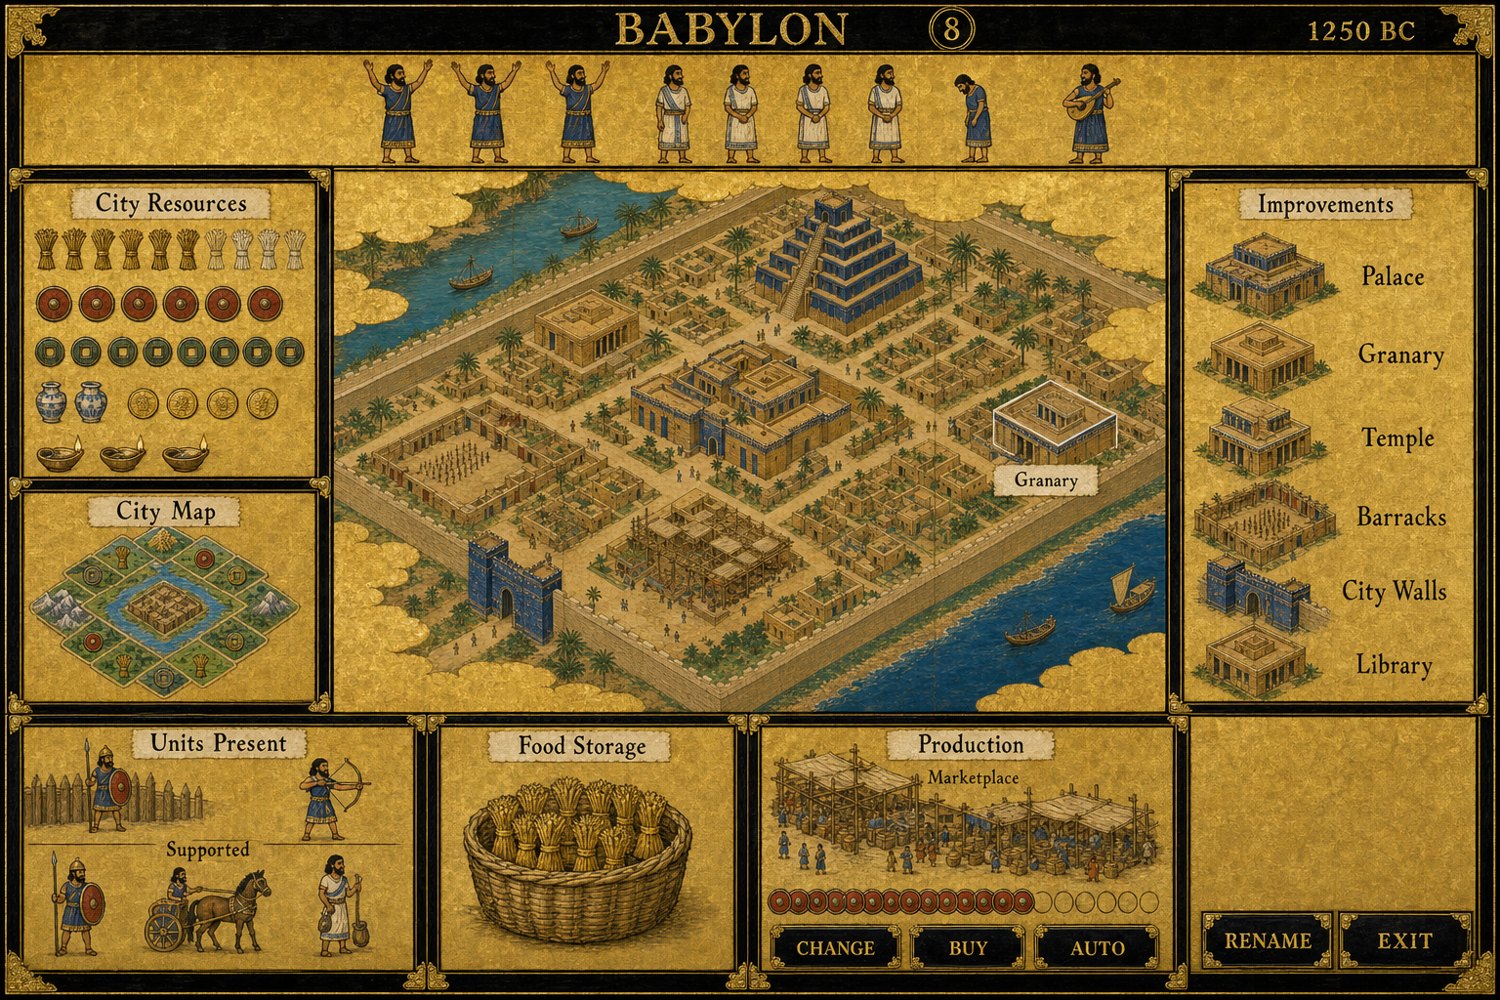 BABYLON
8
1250 BC
City Resources
Improvements
Palace
Granary
Temple
Barracks
City Walls
Library
Granary
City Map
Units Present
Supported
Food Storage
Production
Marketplace
CHANGE
BUY
AUTO
RENAME
EXIT